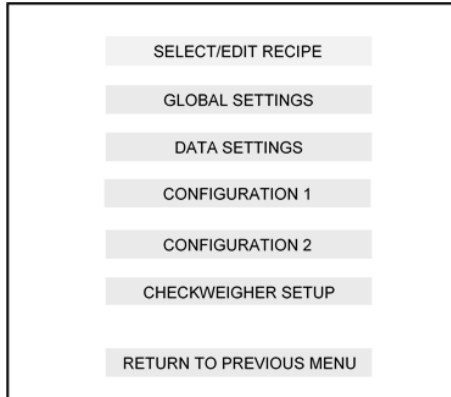 SELECT/EDIT RECIPE
GLOBAL SETTINGS
DATA SETTINGS
CONFIGURATION 1
CONFIGURATION 2
CHECKWEIGHER SETUP
RETURN TO PREVIOUS MENU